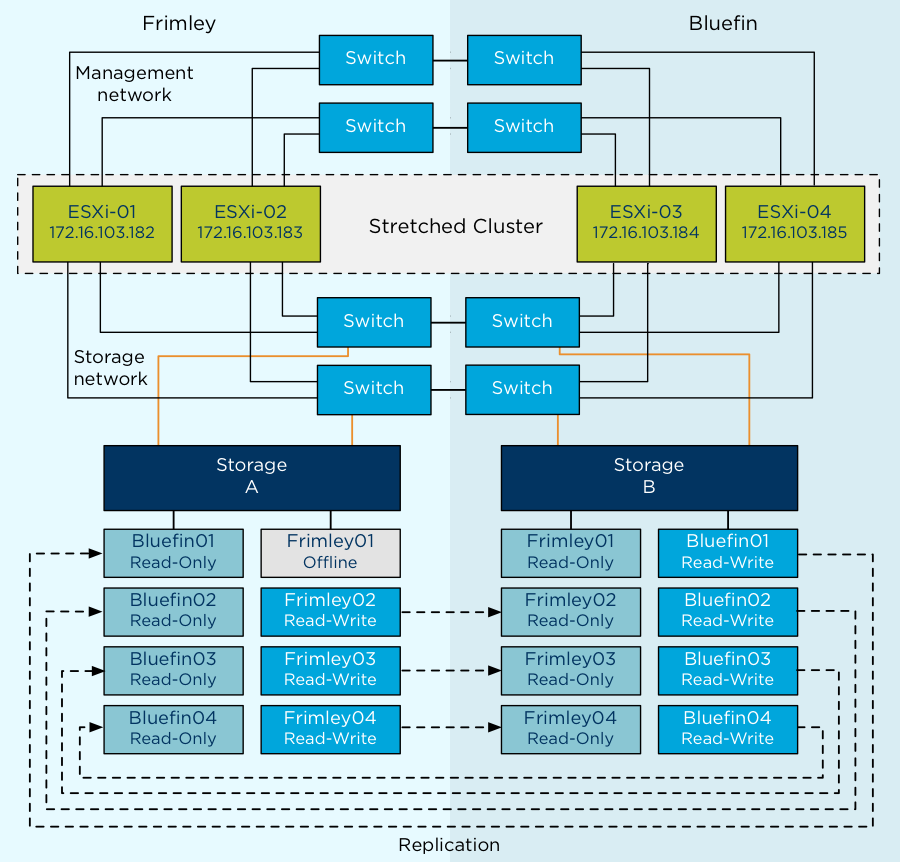 Frimley
Bluefin
Management
network
Switch
Switch
Switch
Switch
ESXi-01
172.16.103.182
ESXi-02
172.16.103.183
Stretched Cluster
ESXi-03
172.16.103.184
ESXi-04
172.16.103.185
Switch
Switch
Storage
network
Switch
Switch
Storage
A
Storage
B
Bluefin01
Read-Only
Frimley01
Offline
Frimley01
Read-Only
Bluefin01
Read-Write
Bluefin02
Read-Only
Frimley02
Read-Write
Frimley02
Read-Only
Bluefin02
Read-Write
Bluefin03
Read-Only
Frimley03
Read-Write
Frimley03
Read-Only
Bluefin03
Read-Write
Bluefin04
Read-Only
Frimley04
Read-Write
Frimley04
Read-Only
Bluefin04
Read-Write
Replication